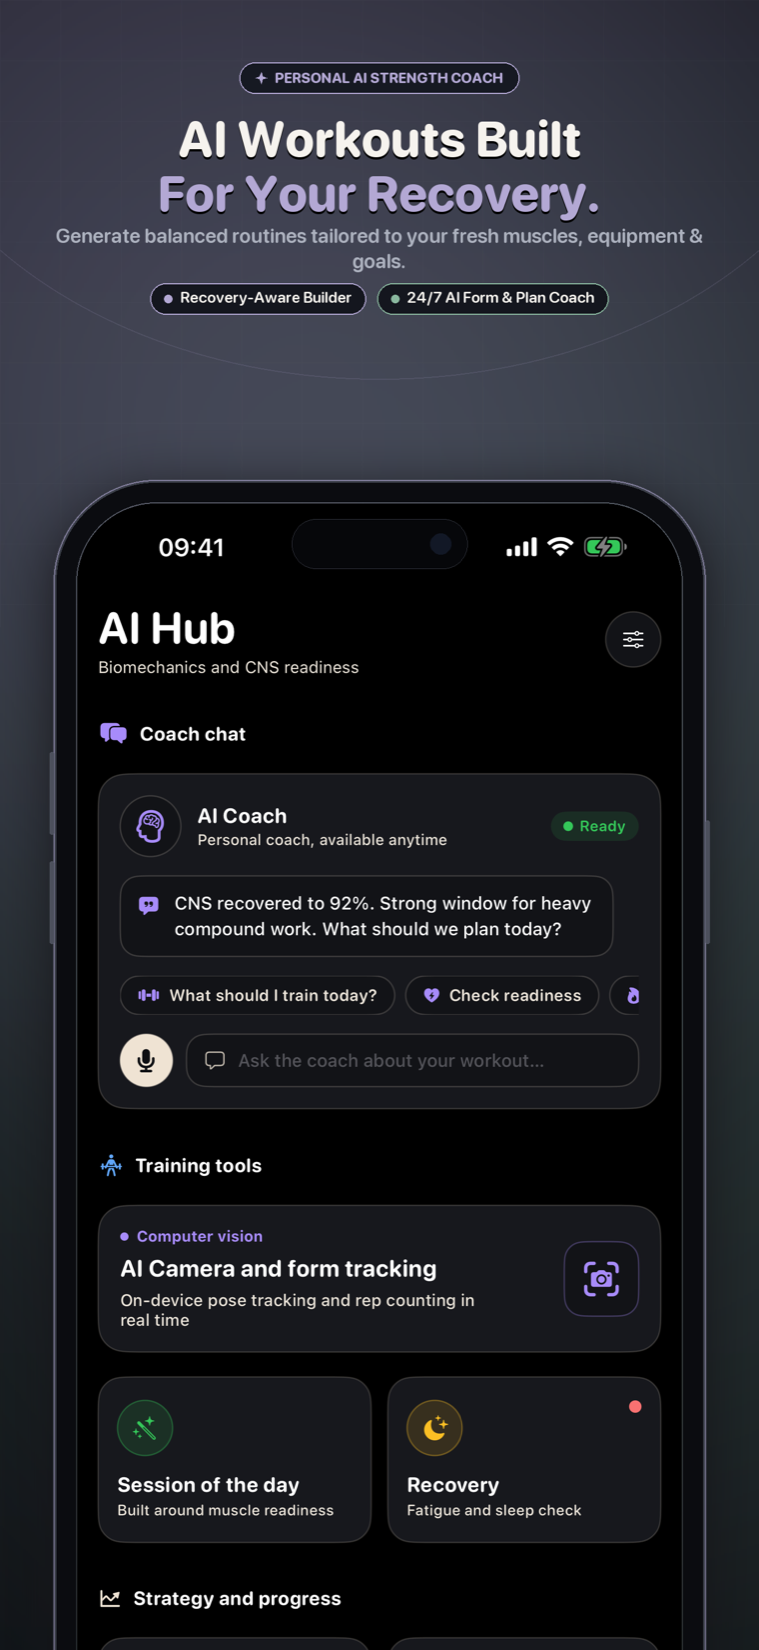 PERSONAL AI STRENGTH COACH
AI Workouts Built
For Your Recovery.
Generate balanced routines tailored to your fresh muscles, equipment &
goals.
Recovery-Aware Builder
24/7 AI Form & Plan Coach
09:41
AI Hub
Biomechanics and CNS readiness
Coach chat
AI Coach
Personal coach, available anytime
Ready
CNS recovered to 92%. Strong window for heavy
compound work. What should we plan today?
What should I train today?
Check readiness
Ask the coach about your workout...
Training tools
Computer vision
AI Camera and form tracking
On-device pose tracking and rep counting in
real time
Session of the day
Built around muscle readiness
Recovery
Fatigue and sleep check
Strategy and progress